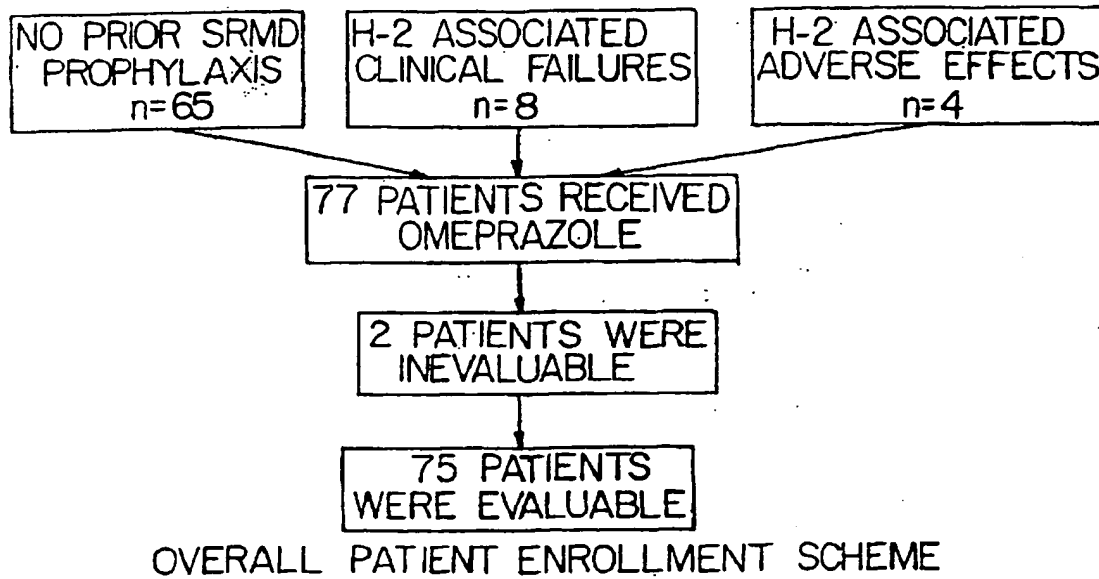 NO PRIOR SRMD
PROPHYLAXIS
n=65
H-2 ASSOCIATED
CLINICAL FAILURES
n=8
H-2 ASSOCIATED
ADVERSE EFFECTS
n=4
77 PATIENTS RECEIVED
OMEPRAZOLE
2 PATIENTS WERE
INEVALUABLE
75 PATIENTS
WERE EVALUABLE
OVERALL PATIENT ENROLLMENT SCHEME